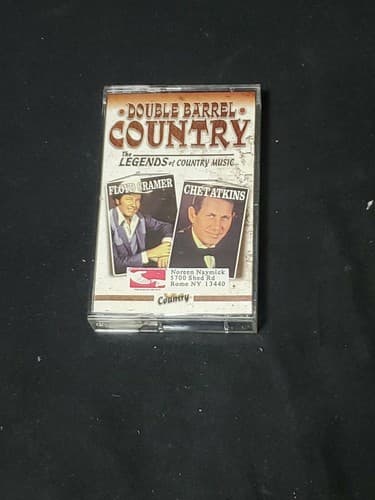 DOUBLE BARREL
COUNTRY
The LEGENDS of COUNTRY MUSIC
FLOYD CRAMER
CHET ATKINS
Noreen Naymick
5700 Shed Rd
Rome NY 13440
Country